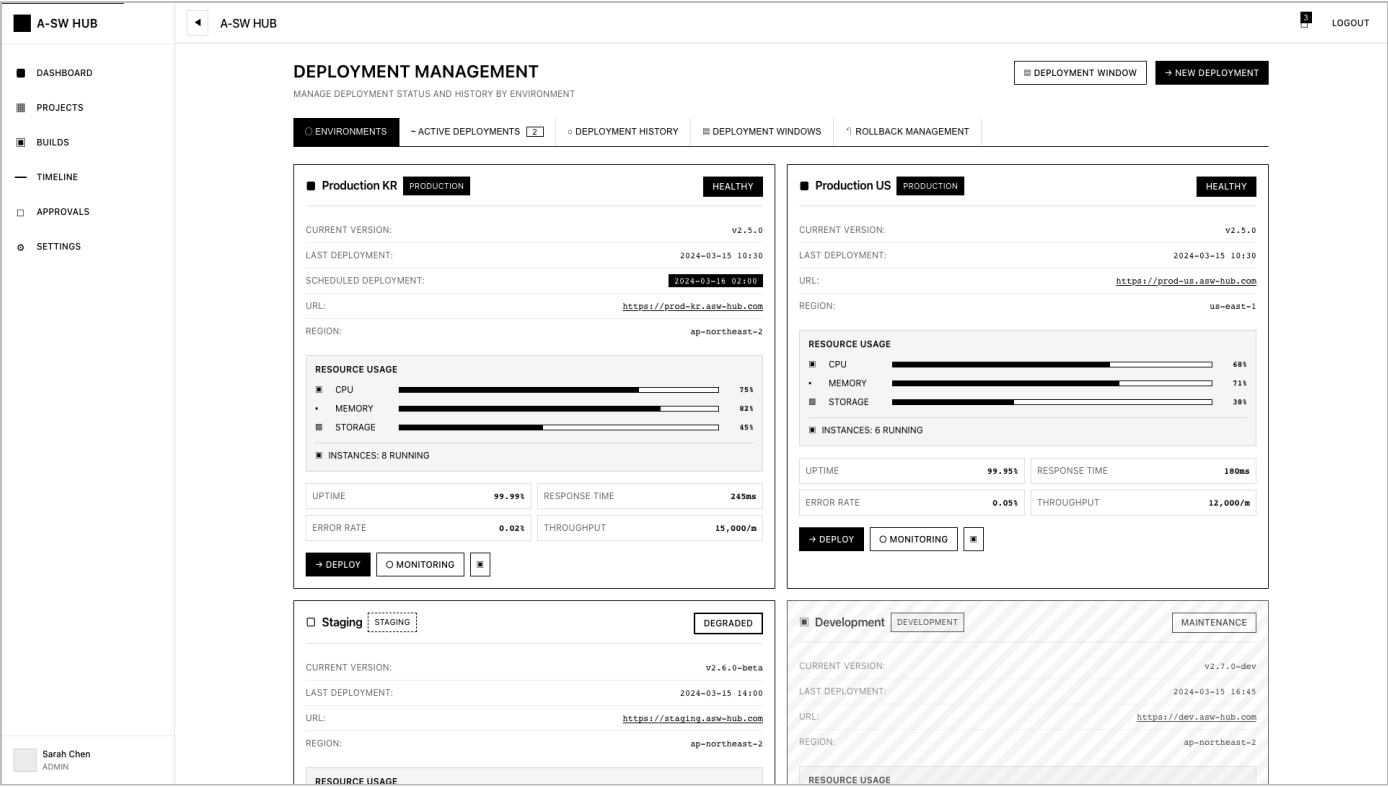 A-SW HUB
A-SW HUB
3
LOGOUT
DASHBOARD
PROJECTS
BUILDS
TIMELINE
APPROVALS
SETTINGS
Sarah Chen
ADMIN
DEPLOYMENT MANAGEMENT
MANAGE DEPLOYMENT STATUS AND HISTORY BY ENVIRONMENT
DEPLOYMENT WINDOW
→ NEW DEPLOYMENT
ENVIRONMENTS
~ ACTIVE DEPLOYMENTS 2
DEPLOYMENT HISTORY
DEPLOYMENT WINDOWS
ROLLBACK MANAGEMENT
Production KR PRODUCTION HEALTHY
CURRENT VERSION: v2.5.0
LAST DEPLOYMENT: 2024-03-15 10:30
SCHEDULED DEPLOYMENT: 2024-03-16 02:00
URL: https://prod-kr.asw-hub.com
REGION: ap-northeast-2
RESOURCE USAGE
CPU 75%
MEMORY 82%
STORAGE 45%
INSTANCES: 8 RUNNING
UPTIME 99.99%
RESPONSE TIME 245ms
ERROR RATE 0.02%
THROUGHPUT 15,000/m
→ DEPLOY
MONITORING
Production US PRODUCTION HEALTHY
CURRENT VERSION: v2.5.0
LAST DEPLOYMENT: 2024-03-15 10:30
URL: https://prod-us.asw-hub.com
REGION: us-east-1
RESOURCE USAGE
CPU 68%
MEMORY 71%
STORAGE 38%
INSTANCES: 6 RUNNING
UPTIME 99.95%
RESPONSE TIME 180ms
ERROR RATE 0.05%
THROUGHPUT 12,000/m
→ DEPLOY
MONITORING
Staging STAGING DEGRADED
CURRENT VERSION: v2.6.0-beta
LAST DEPLOYMENT: 2024-03-15 14:00
URL: https://staging.asw-hub.com
REGION: ap-northeast-2
RESOURCE USAGE
Development DEVELOPMENT MAINTENANCE
CURRENT VERSION: v2.7.0-dev
LAST DEPLOYMENT: 2024-03-15 16:45
URL: https://dev.asw-hub.com
REGION: ap-northeast-2
RESOURCE USAGE